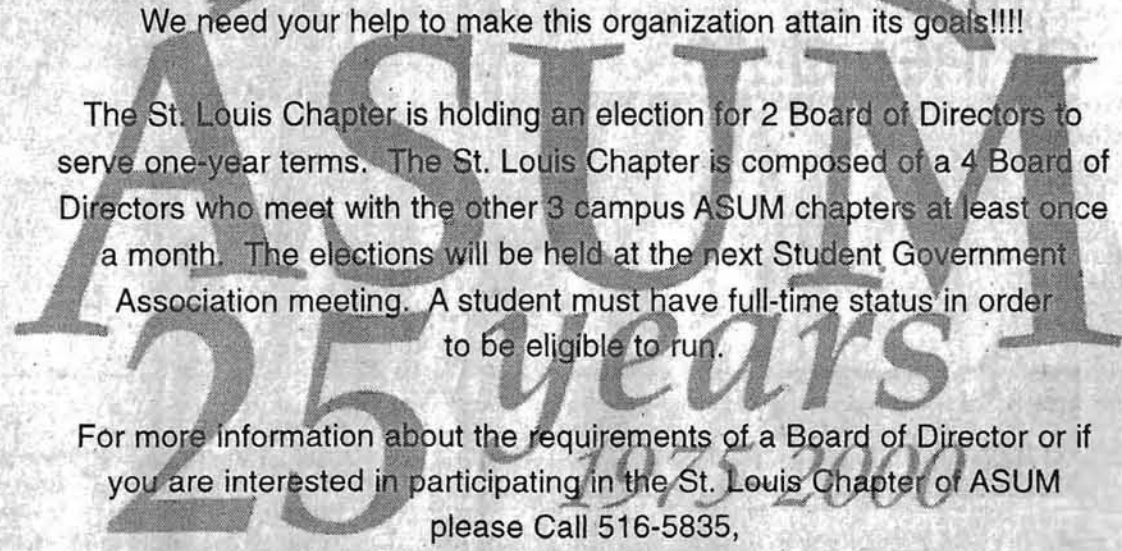 We need your help to make this organization attain its goals!!!!
The St. Louis Chapter is holding an election for 2 Board of Directors to
serve one-year terms. The St. Louis Chapter is composed of a 4 Board of
Directors who meet with the other 3 campus ASUM chapters at least once
a month. The elections will be held at the next Student Government
Association meeting. A student must have full-time status in order
to be eligible to run.
For more information about the requirements of a Board of Director or if
you are interested in participating in the St. Louis Chapter of ASUM
please Call 516-5835,
ASUM
25 years
1975 2000